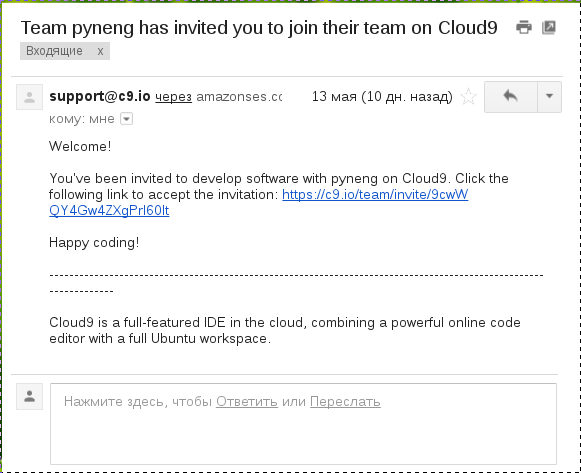 Team pyneng has invited you to join their team on Cloud9
Входящие x
support@c9.io через amazonses.cc 13 мая (10 дн. назад)
кому: мне
Welcome!
You've been invited to develop software with pyneng on Cloud9. Click the
following link to accept the invitation: https://c9.io/team/invite/9cwW
QY4Gw4ZXgPrI60lt
Happy coding!
------------------------------------------------------------------------------------------
-------------
Cloud9 is a full-featured IDE in the cloud, combining a powerful online code
editor with a full Ubuntu workspace.
Нажмите здесь, чтобы Ответить или Переслать